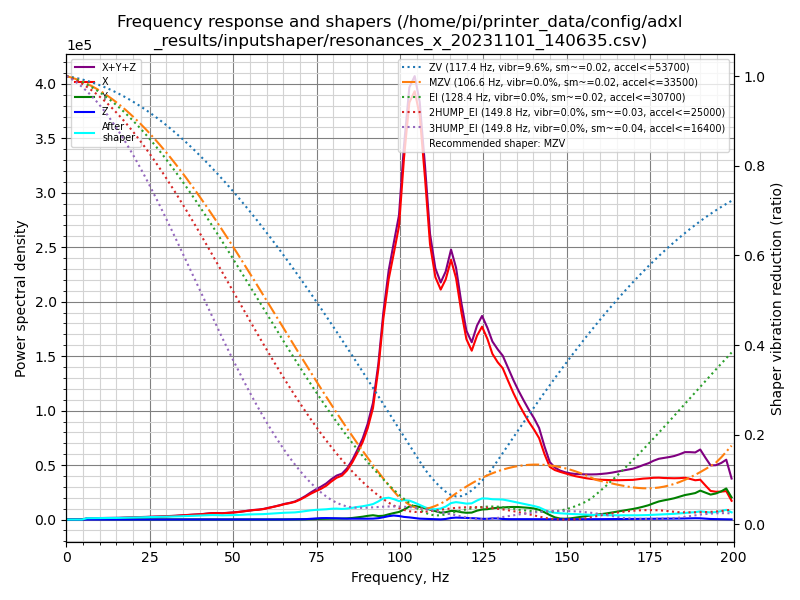 Frequency response and shapers (/home/pi/printer_data/config/adxl
_results/inputshaper/resonances_x_20231101_140635.csv)
1e5
X+Y+Z
X
Y
Z
After
shaper
ZV (117.4 Hz, vibr=9.6%, sm~=0.02, accel<=53700)
MZV (106.6 Hz, vibr=0.0%, sm~=0.02, accel<=33500)
EI (128.4 Hz, vibr=0.0%, sm~=0.02, accel<=30700)
2HUMP_EI (149.8 Hz, vibr=0.0%, sm~=0.03, accel<=25000)
3HUMP_EI (149.8 Hz, vibr=0.0%, sm~=0.04, accel<=16400)
Recommended shaper: MZV
4.0
3.5
3.0
2.5
2.0
1.5
1.0
0.5
0.0
Power spectral density
1.0
0.8
0.6
0.4
0.2
0.0
Shaper vibration reduction (ratio)
0 25 50 75 100 125 150 175 200
Frequency, Hz